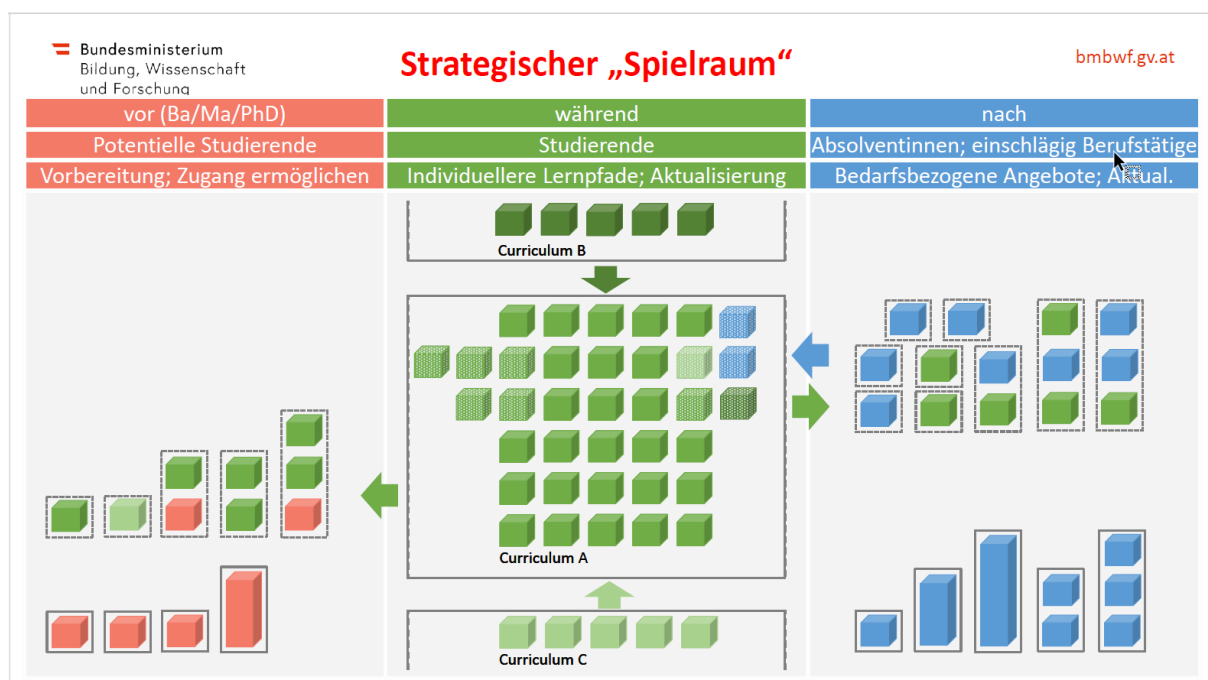 Bundesministerium
Bildung, Wissenschaft
und Forschung
Strategischer „Spielraum“
bmbwf.gv.at
vor (Ba/Ma/PhD)
während
nach
Potentielle Studierende
Studierende
Absolventinnen; einschlägig Berufstätige
Vorbereitung; Zugang ermöglichen
Individuellere Lernpfade; Aktualisierung
Bedarfsbezogene Angebote; Aktual.
Curriculum B
Curriculum A
Curriculum C